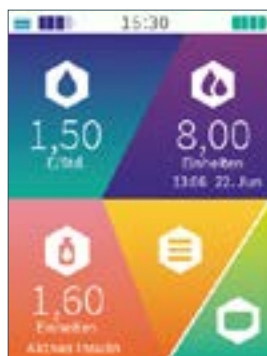 15:30
1,50
E/Std.
8,00
Einheiten
13:06 22. Jun
1,60
Einheiten
Aktives Insulin